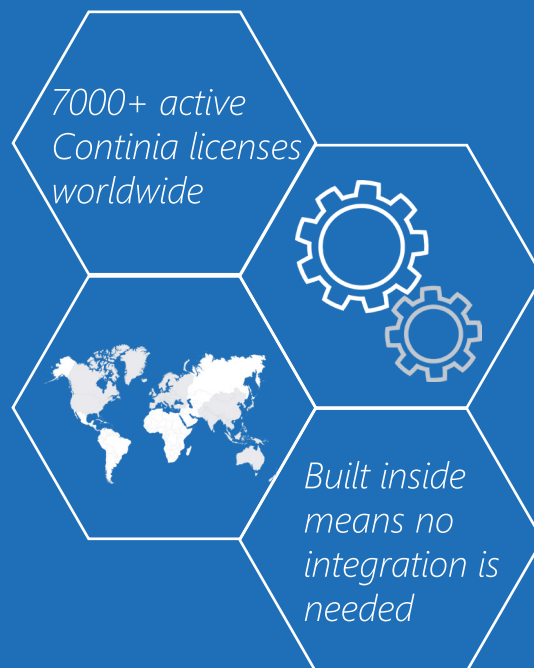 7000+ active
Continia licenses
worldwide
Built inside
means no
integration is
needed